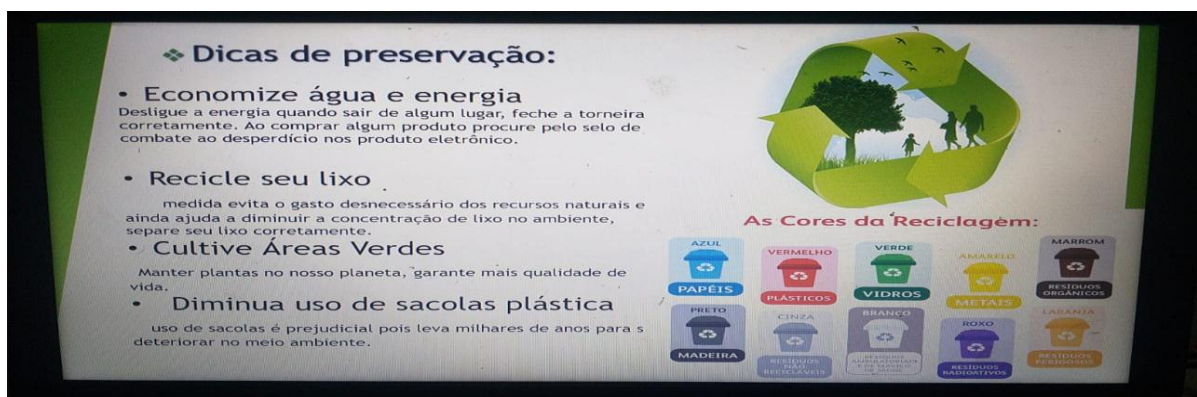 ❖ Dicas de preservação:
• Economize água e energia
Desligue a energia quando sair de algum lugar, feche a torneira
corretamente. Ao comprar algum produto procure pelo selo de
combate ao desperdício nos produto eletrônico.
• Recicle seu lixo
medida evita o gasto desnecessário dos recursos naturais e
ainda ajuda a diminuir a concentração de lixo no ambiente,
separe seu lixo corretamente.
• Cultive Áreas Verdes
Manter plantas no nosso planeta, garante mais qualidade de
vida.
• Diminua uso de sacolas plástica
uso de sacolas é prejudicial pois leva milhares de anos para s
deteriorar no meio ambiente.
As Cores da Reciclagem:
AZUL
PAPÉIS
VERMELHO
PLÁSTICOS
VERDE
VIDROS
AMARELO
METAIS
MARROM
RESÍDUOS
ORGÂNICOS
PRETO
MADEIRA
CINZA
RESÍDUOS
NÃO
RECICLÁVEIS
BRANCO
RESÍDUOS
E DE SERVIÇO
DE SAÚDE
ROXO
RESÍDUOS
RADIOATIVOS
LARANJA
RESÍDUOS
PERIGOSOS